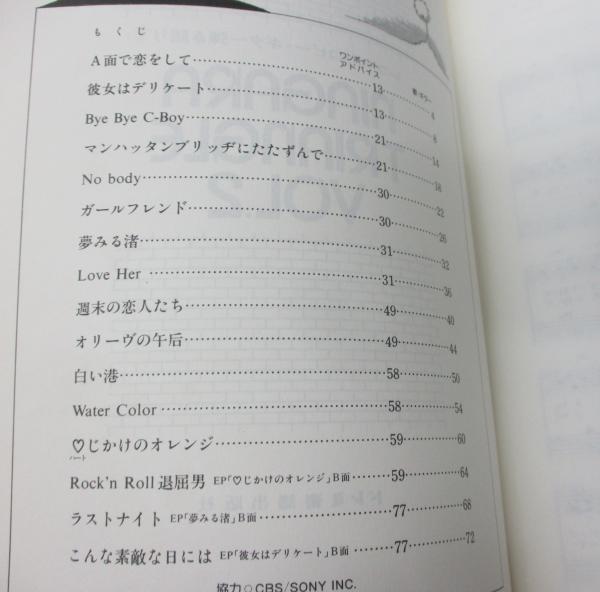 もくじ
ワンポイント
アドバイス
歌・ギター
A面で恋をして……13……4
彼女はデリケート……13……8
Bye Bye C-Boy……21……14
マンハッタンブリッヂにたたずんで……21……18
No body……30……22
ガールフレンド……30……26
夢みる渚……31……32
Love Her……31……36
週末の恋人たち……49……40
オリーヴの午后……49……44
白い港……58……50
Water Color……58……54
♡じかけのオレンジ……59……60
ハート
Rock'n Roll 退屈男 EP「♡じかけのオレンジ」B面……59……64
ラストナイト EP「夢みる渚」B面……77……68
こんな素敵な日には EP「彼女はデリケート」B面……77……72
協力○CBS/SONY INC.